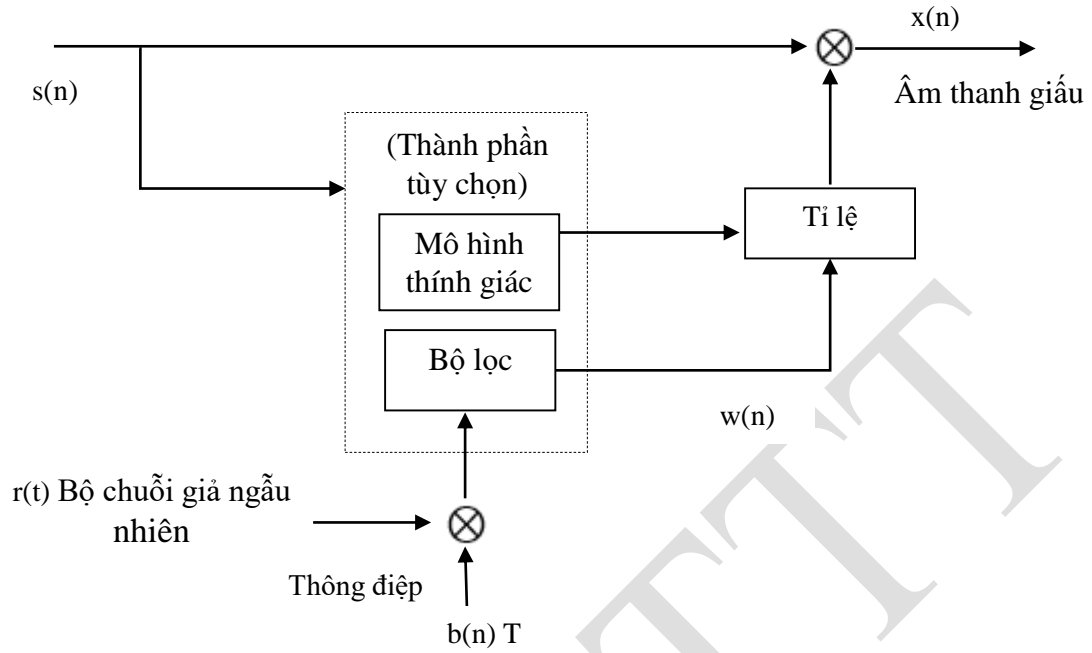 x(n)
s(n)
Âm thanh giấu
(Thành phần
tùy chọn)
Mô hình
thính giác
Tỉ lệ
Bộ lọc
w(n)
r(t) Bộ chuỗi giả ngẫu
nhiên
Thông điệp
b(n) T
TT